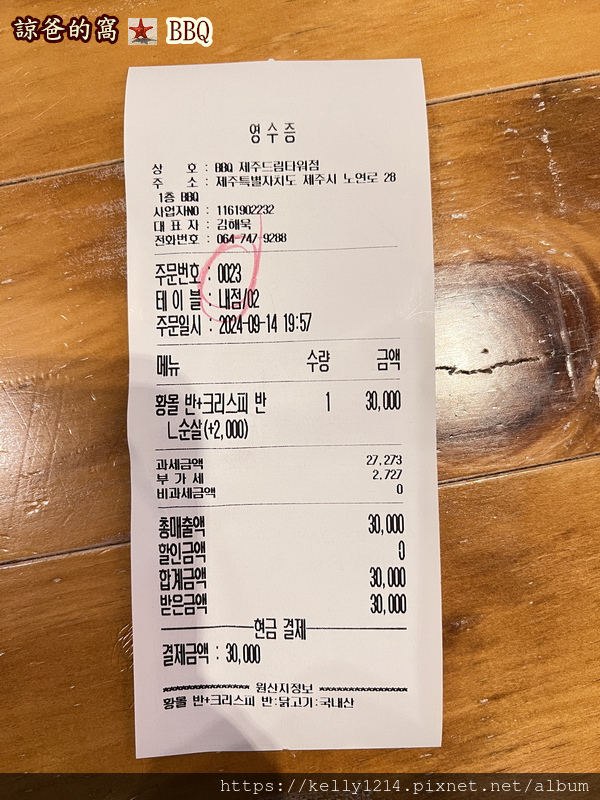 諒爸的窩 BBQ
영수증
상 호 : BBQ 제주드림타워점
주 소 : 제주특별자치도 제주시 노연로 28
1층 BBQ
사업자NO : 1161902232
대 표 자 : 김해욱
전화번호 : 064-747-9288
주문번호 : 0023
테 이 블 : 내점/02
주문일시 : 2024-09-14 19:57
메뉴 수량 금액
황몰 반+크리스피 반 1 30,000
ㄴ순살(+2,000)
과세금액 27,273
부 가 세 2,727
비과세금액 0
총매출액 30,000
할인금액 0
합계금액 30,000
받은금액 30,000
현금 결제
결제금액 : 30,000
***************** 원산지정보 *****************
황몰 반+크리스피 반:닭고기:국내산
https://kelly1214.pixnet.net/album